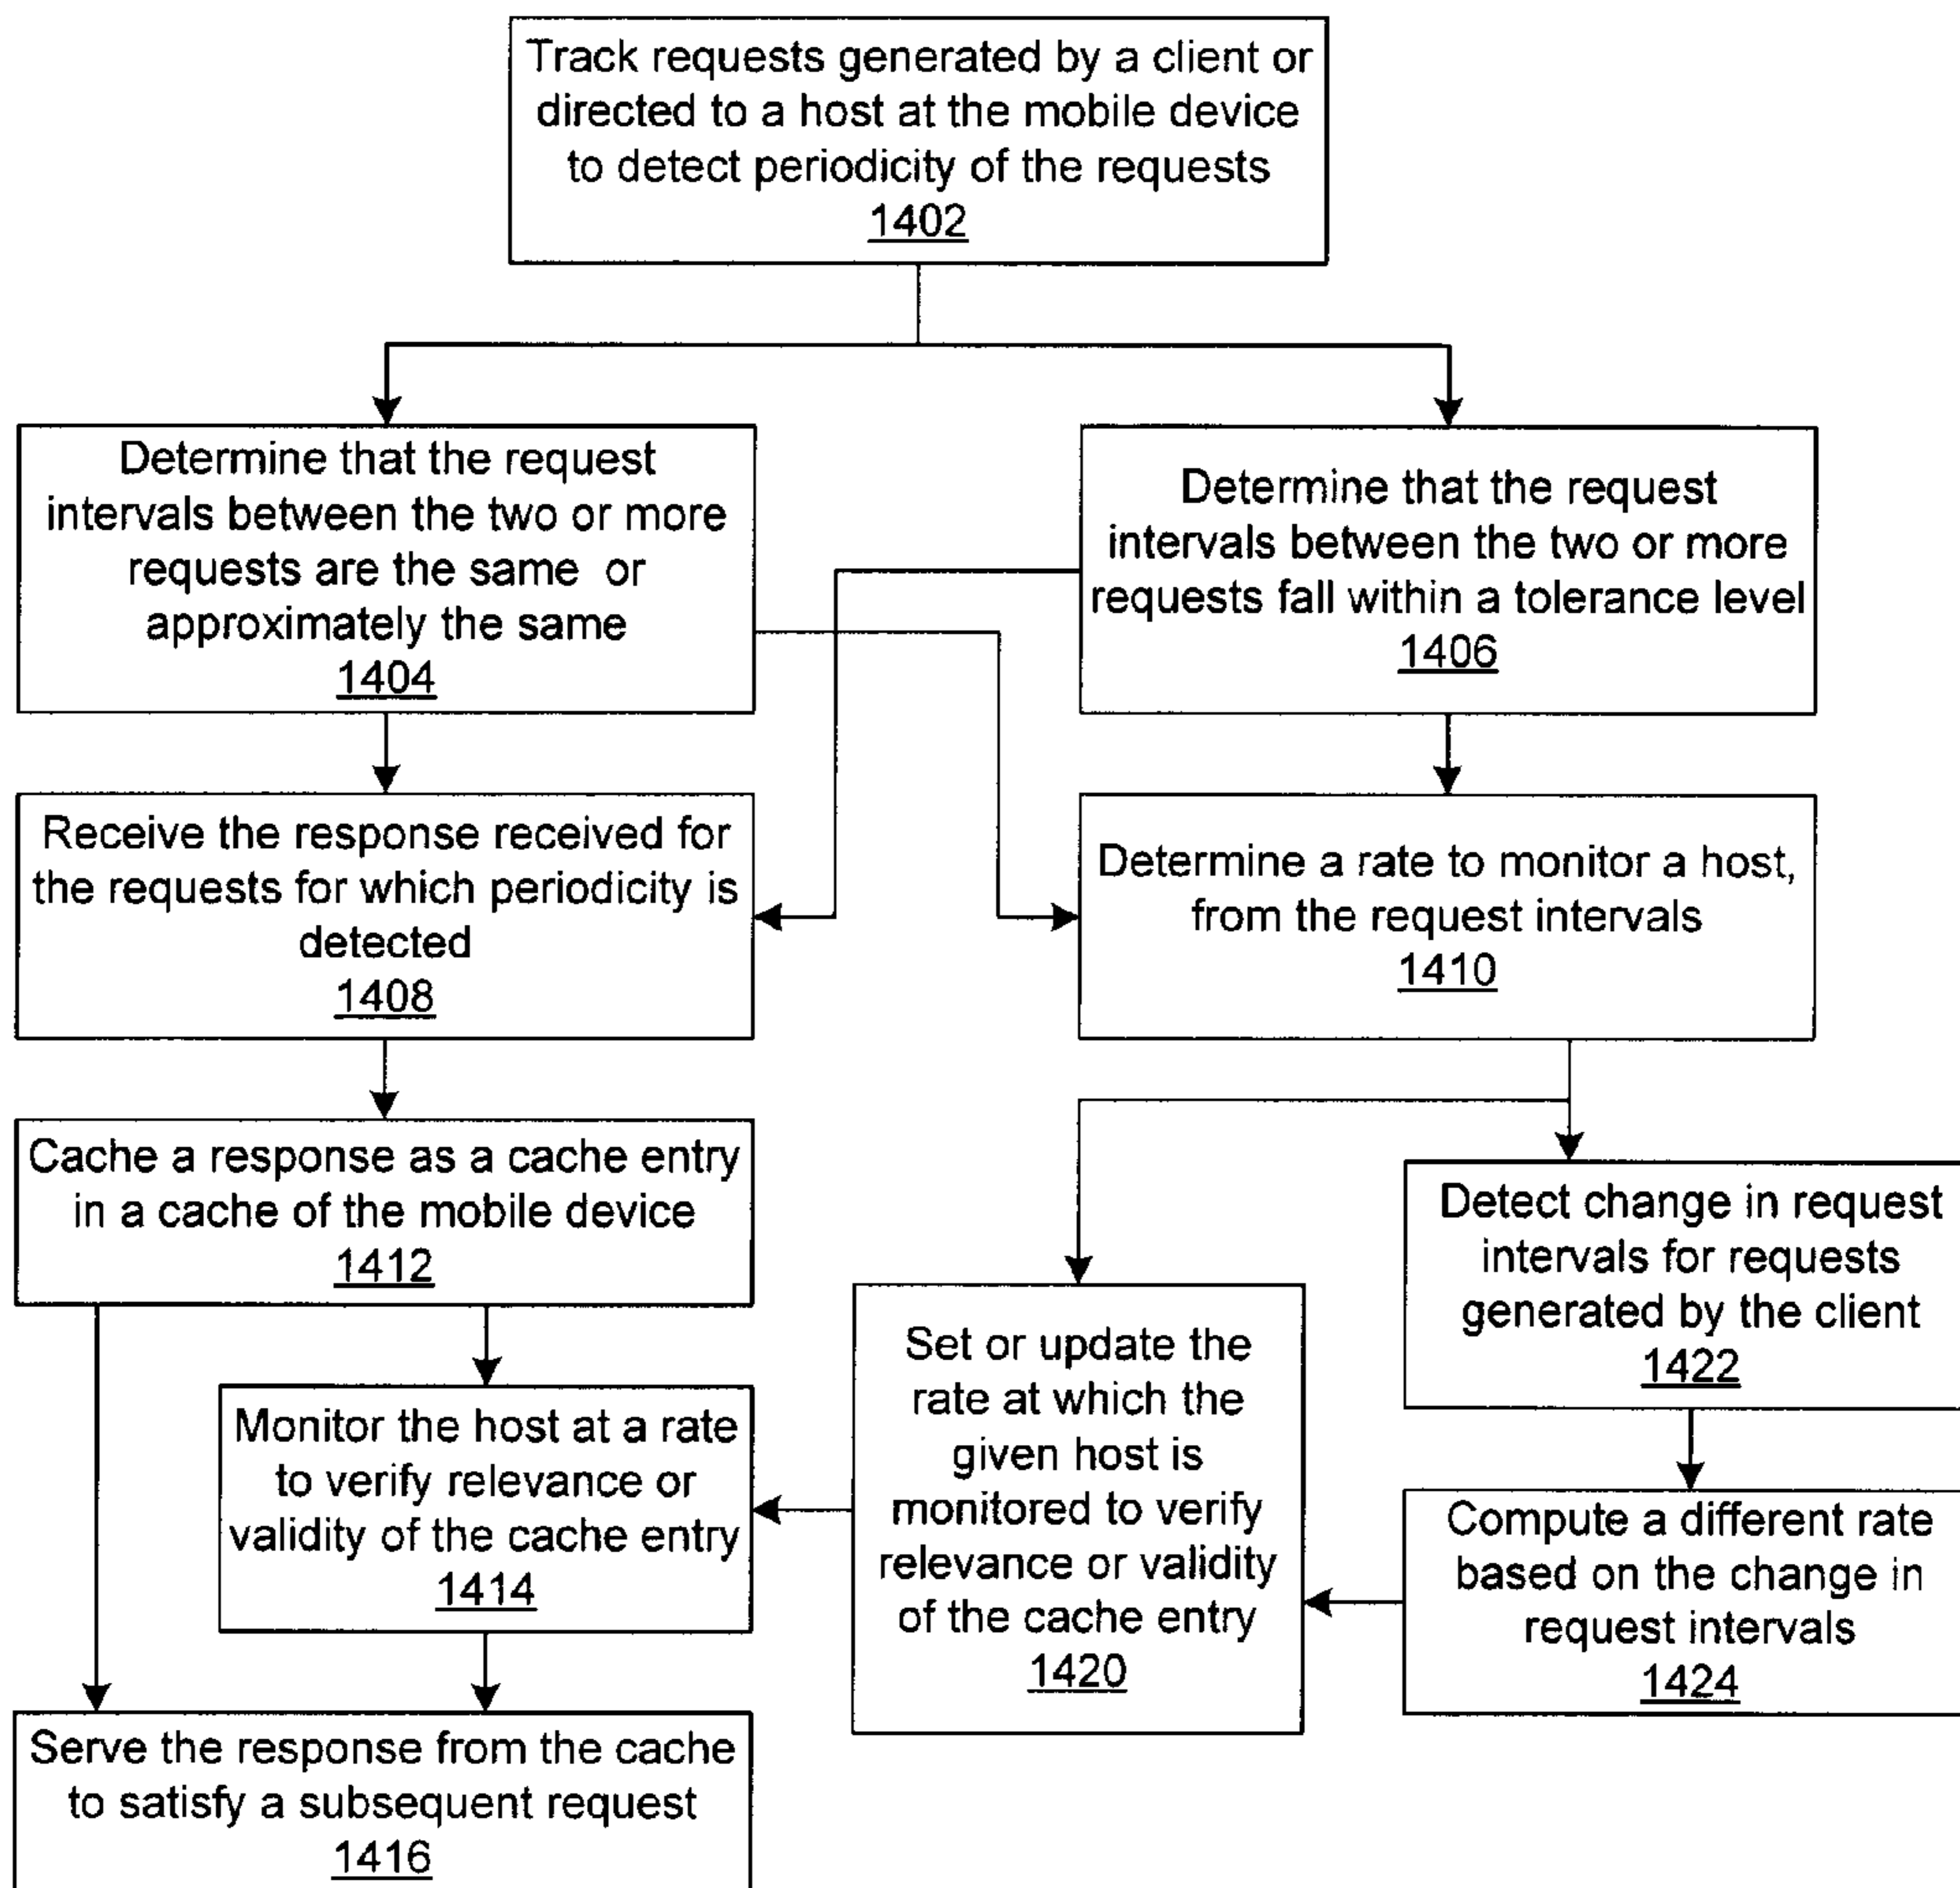 Track requests generated by a client or
directed to a host at the mobile device
to detect periodicity of the requests
1402
Determine that the request
intervals between the two or more
requests are the same or
approximately the same
1404
Determine that the request
intervals between the two or more
requests fall within a tolerance level
1406
Receive the response received for
the requests for which periodicity is
detected
1408
Determine a rate to monitor a host,
from the request intervals
1410
Cache a response as a cache entry
in a cache of the mobile device
1412
Detect change in request
intervals for requests
generated by the client
1422
Set or update the
rate at which the
given host is
monitored to verify
relevance or validity
of the cache entry
1420
Monitor the host at a rate
to verify relevance or
validity of the cache entry
1414
Compute a different rate
based on the change in
request intervals
1424
Serve the response from the cache
to satisfy a subsequent request
1416